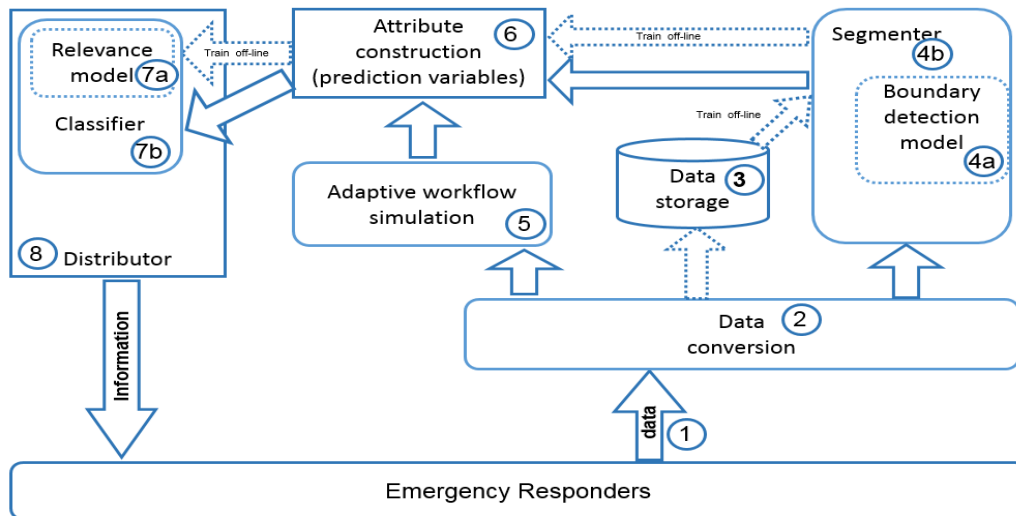 Relevance
model
7a
Classifier
7b
8
Distributor
Train off-line
Attribute
construction
(prediction variables)
6
Train off-line
Segmenter
4b
Boundary
detection
model
4a
Train off-line
Adaptive workflow
simulation
5
Data
storage
3
Data
conversion
2
Information
data
1
Emergency Responders